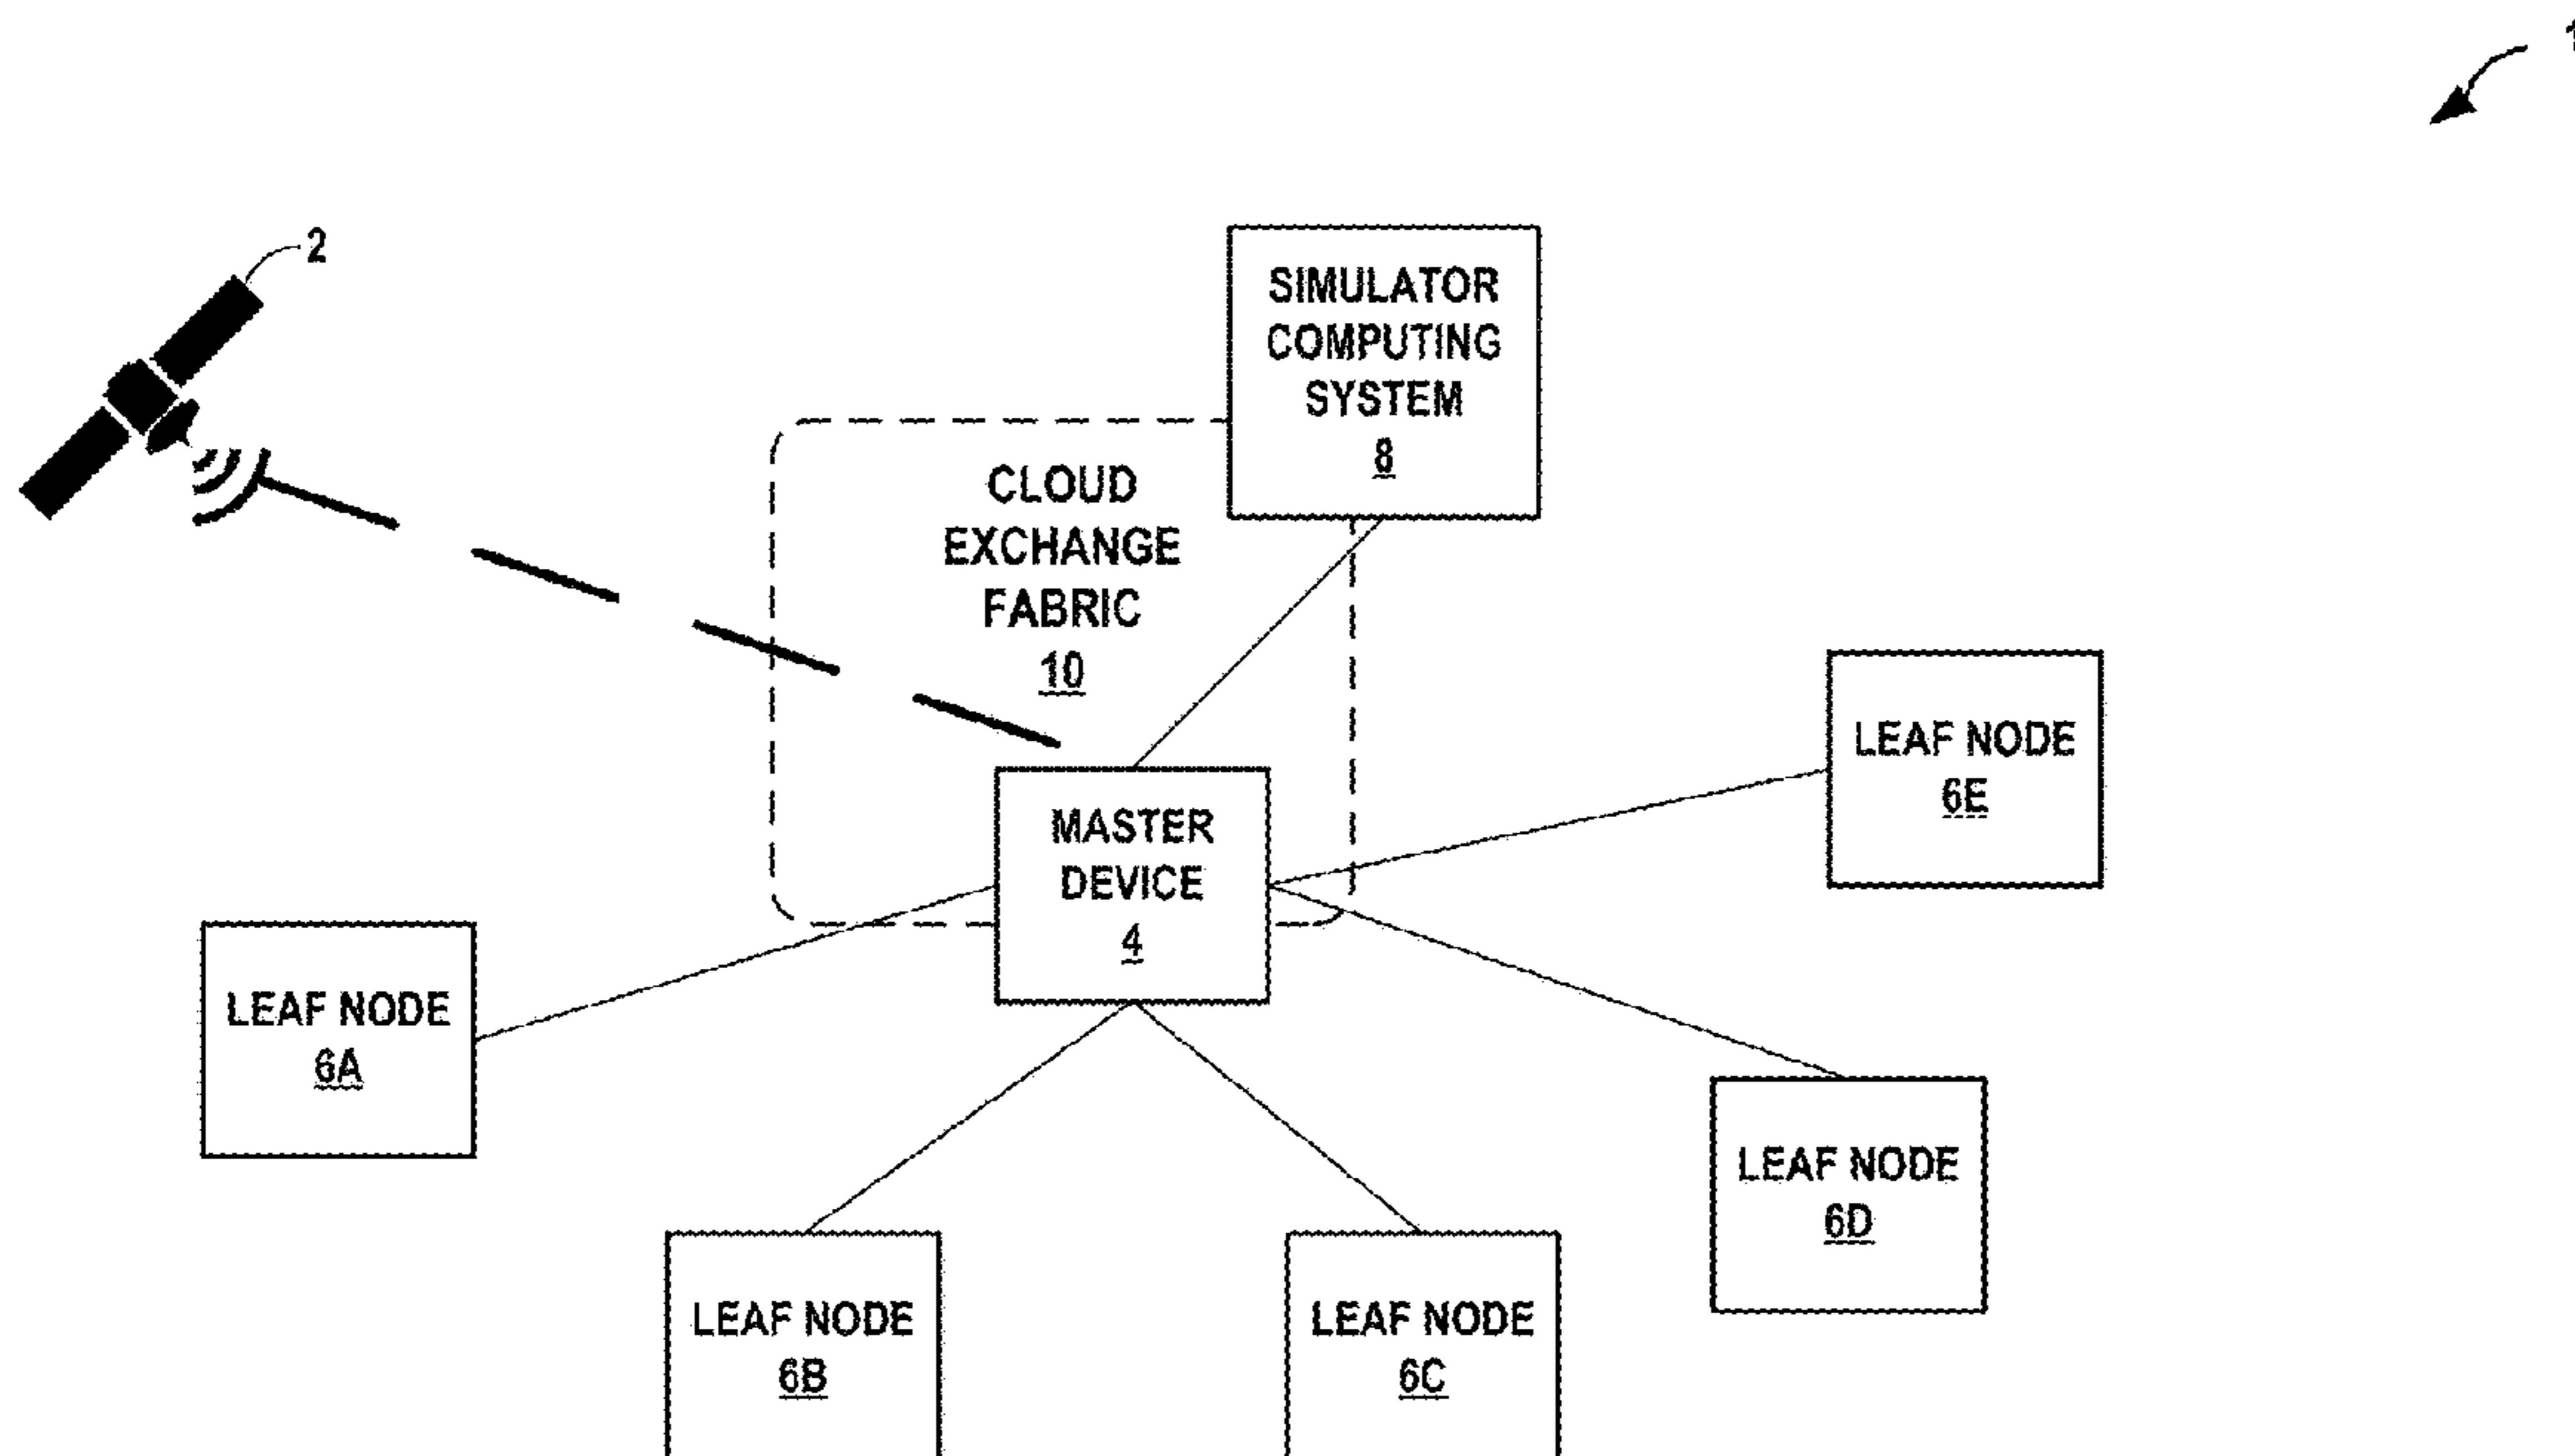 2
SIMULATOR
COMPUTING
SYSTEM
8
CLOUD
EXCHANGE
FABRIC
10
LEAF NODE
6E
MASTER
DEVICE
4
LEAF NODE
6A
LEAF NODE
6D
LEAF NODE
6B
LEAF NODE
6C